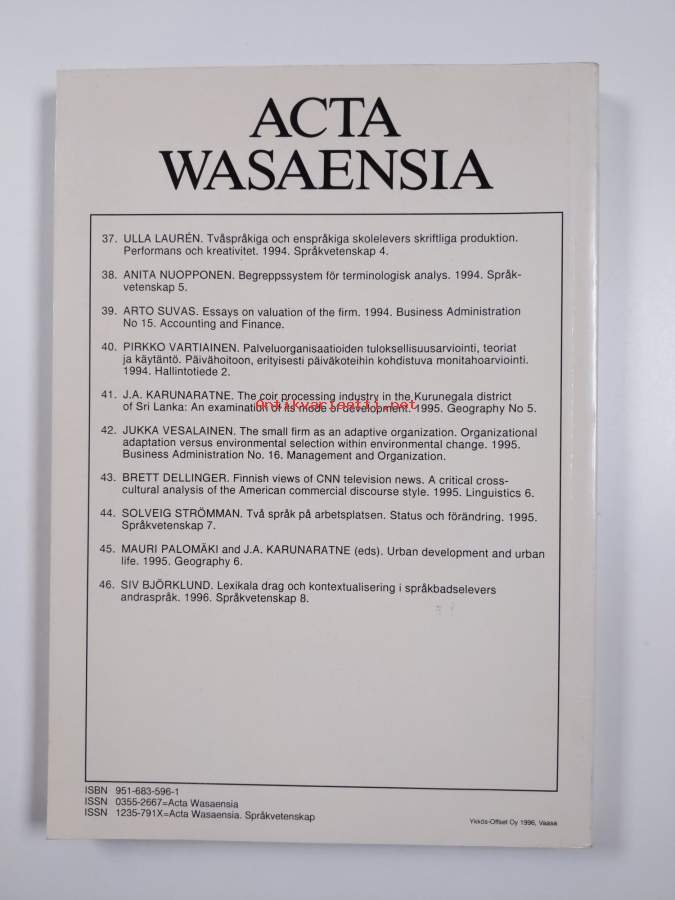 ACTA
WASAENSIA
37. ULLA LAURÉN. Tvåspråkiga och enspråkiga skolelevers skriftliga produktion.
Performans och kreativitet. 1994. Språkvetenskap 4.
38. ANITA NUOPPONEN. Begreppssystem för terminologisk analys. 1994. Språk-
vetenskap 5.
39. ARTO SUVAS. Essays on valuation of the firm. 1994. Business Administration
No 15. Accounting and Finance.
40. PIRKKO VARTIAINEN. Palveluorganisaatioiden tuloksellisuusarviointi, teoriat
ja käytäntö. Päivähoitoon, erityisesti päiväkoteihin kohdistuva monitahoarviointi.
1994. Hallintotiede 2.
41. J.A. KARUNARATNE. The coir processing industry in the Kurunegala district
of Sri Lanka: An examination of its mode of development. 1995. Geography No 5.
Antikvariaatti.net
42. JUKKA VESALAINEN. The small firm as an adaptive organization. Organizational
adaptation versus environmental selection within environmental change. 1995.
Business Administration No. 16. Management and Organization.
43. BRETT DELLINGER. Finnish views of CNN television news. A critical cross-
cultural analysis of the American commercial discourse style. 1995. Linguistics 6.
44. SOLVEIG STRÖMMAN. Två språk på arbetsplatsen. Status och förändring. 1995.
Språkvetenskap 7.
45. MAURI PALOMÄKI and J.A. KARUNARATNE (eds). Urban development and urban
life. 1995. Geography 6.
46. SIV BJÖRKLUND. Lexikala drag och kontextualisering i språkbadselevers
andraspråk. 1996. Språkvetenskap 8.
ISBN 951-683-596-1
ISSN 0355-2667=Acta Wasaensia
ISSN 1235-791X=Acta Wasaensia. Språkvetenskap
Ykkös-Offset Oy 1996, Vaasa